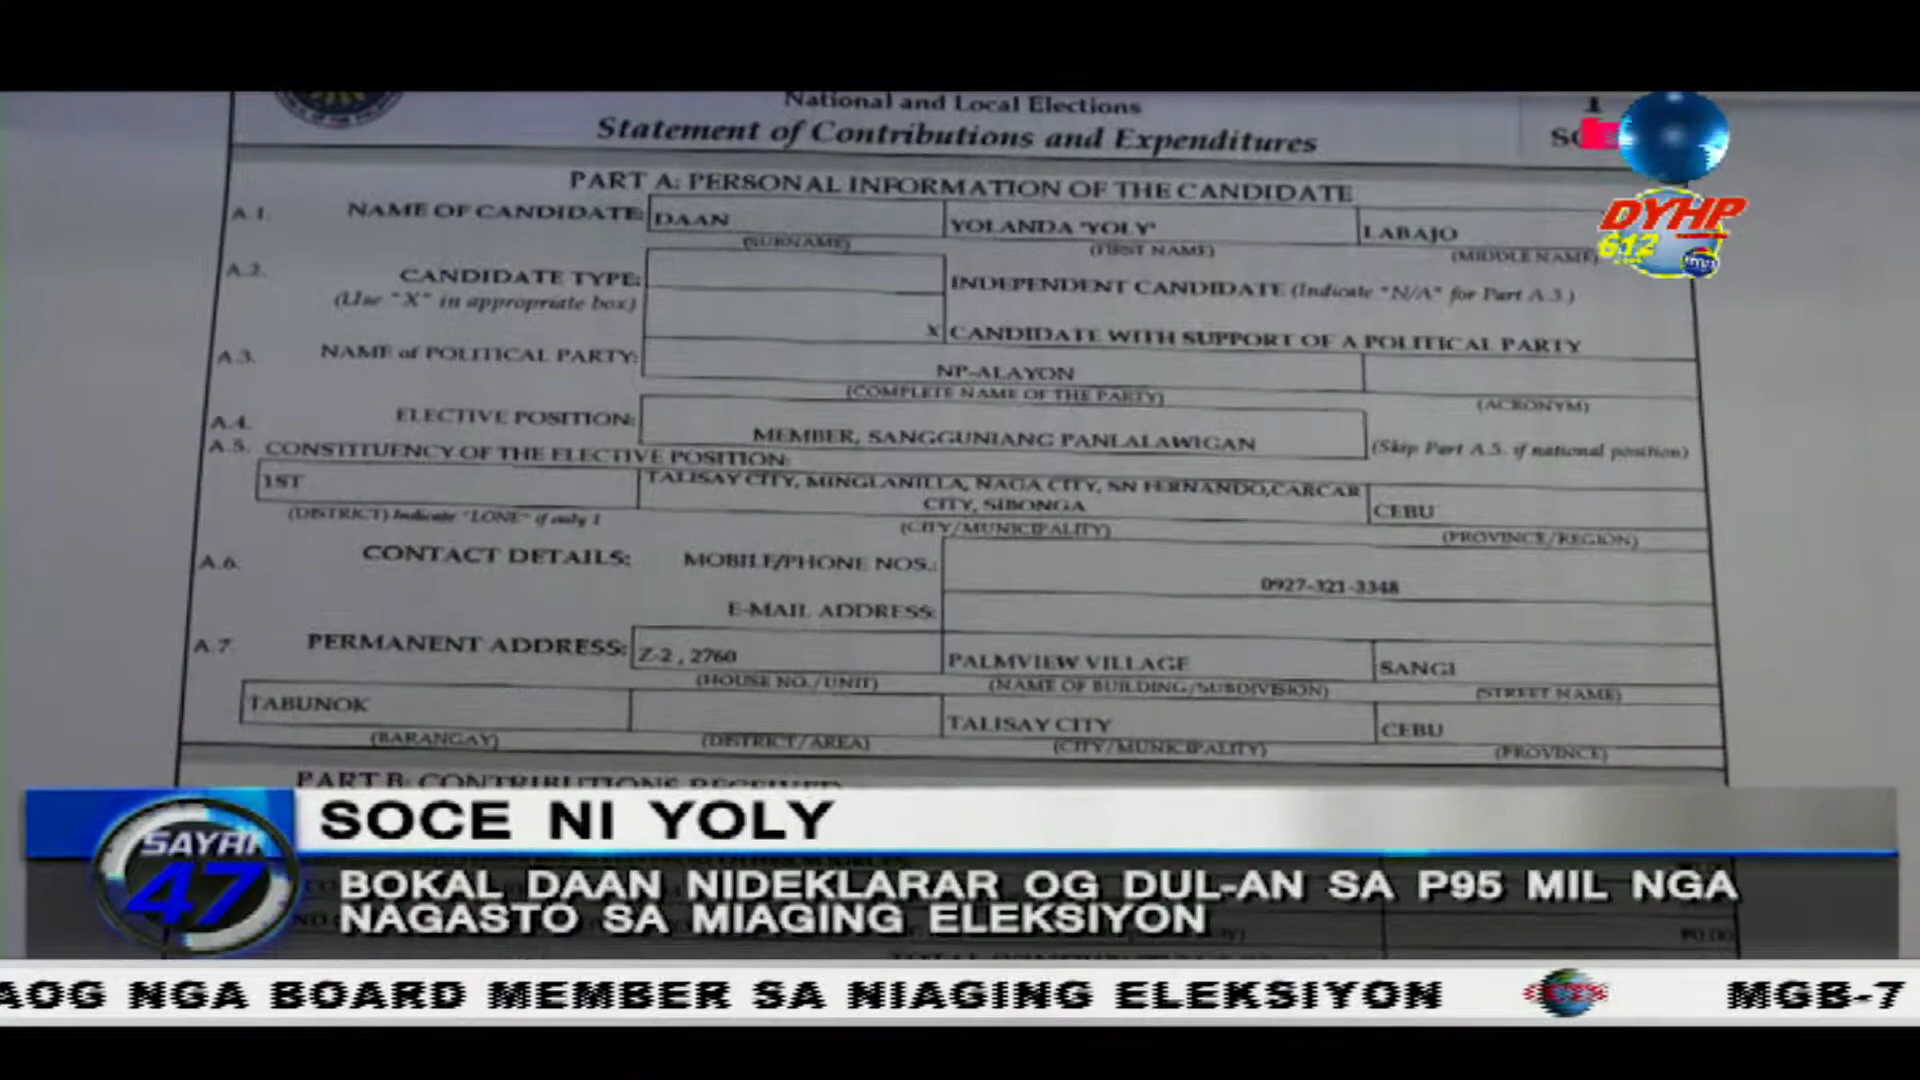 National and Local Elections
Statement of Contributions and Expenditures
1
PART A: PERSONAL INFORMATION OF THE CANDIDATE
DYHP
612
A.1. NAME OF CANDIDATE: DAAN YOLANDA "YOLY" LABAJO
(SURNAME) (FIRST NAME) (MIDDLE NAME)
A.2. CANDIDATE TYPE: INDEPENDENT CANDIDATE (Indicate "N/A" for Part A.3.)
(Use "X" in appropriate box)
X CANDIDATE WITH SUPPORT OF A POLITICAL PARTY
A.3. NAME of POLITICAL PARTY: NP-ALAYON
(COMPLETE NAME OF THE PARTY) (ACRONYM)
A.4. ELECTIVE POSITION: MEMBER, SANGGUNIANG PANLALAWIGAN (Skip Part A.5. if national position)
A.5. CONSTITUENCY OF THE ELECTIVE POSITION:
1ST TALISAY CITY, MINGLANILLA, NAGA CITY, SN FERNANDO,CARCAR
CITY, SIBONGA CEBU
(DISTRICT) Indicate "LONE" if only 1 (CITY/MUNICIPALITY) (PROVINCE/REGION)
A.6. CONTACT DETAILS: MOBILE/PHONE NOS.: 0927-321-3348
E-MAIL ADDRESS:
A.7. PERMANENT ADDRESS: Z-2 , 2760 PALMVIEW VILLAGE SANGI
(HOUSE NO./UNIT) (NAME OF BUILDING/SUBDIVISION) (STREET NAME)
TABUNOK TALISAY CITY CEBU
(BARANGAY) (DISTRICT/AREA) (CITY/MUNICIPALITY) (PROVINCE)
PART B: CONTRIBUTIONS RECEIVED
SAYRI
47
SOCE NI YOLY
BOKAL DAAN NIDEKLARAR OG DUL-AN SA P95 MIL NGA
NAGASTO SA MIAGING ELEKSIYON
AOG NGA BOARD MEMBER SA NIAGING ELEKSIYON MGB-7